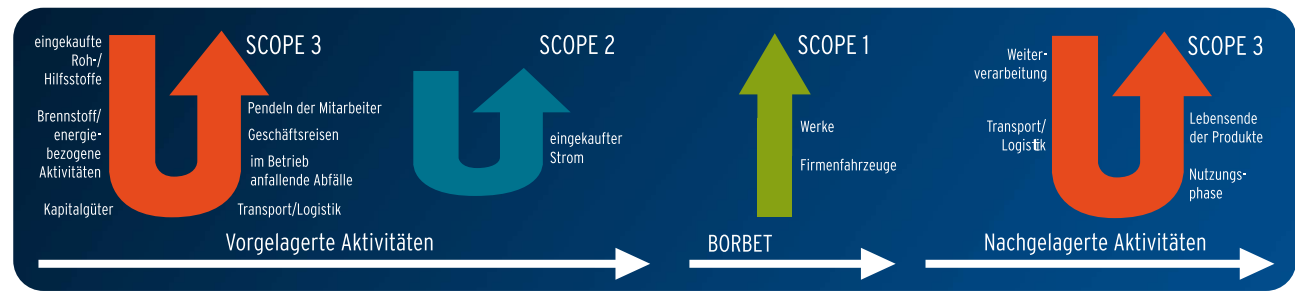 SCOPE 3
eingekaufte
Roh-/
Hilfsstoffe
Brennstoff/
energie-
bezogene
Aktivitäten
Kapitalgüter
Pendeln der Mitarbeiter
Geschäftsreisen
im Betrieb
anfallende Abfälle
Transport/Logistik
SCOPE 2
eingekaufter
Strom
Vorgelagerte Aktivitäten
SCOPE 1
Werke
Firmenfahrzeuge
BORBET
SCOPE 3
Weiter-
verarbeitung
Transport/
Logistik
Lebensende
der Produkte
Nutzungs-
phase
Nachgelagerte Aktivitäten